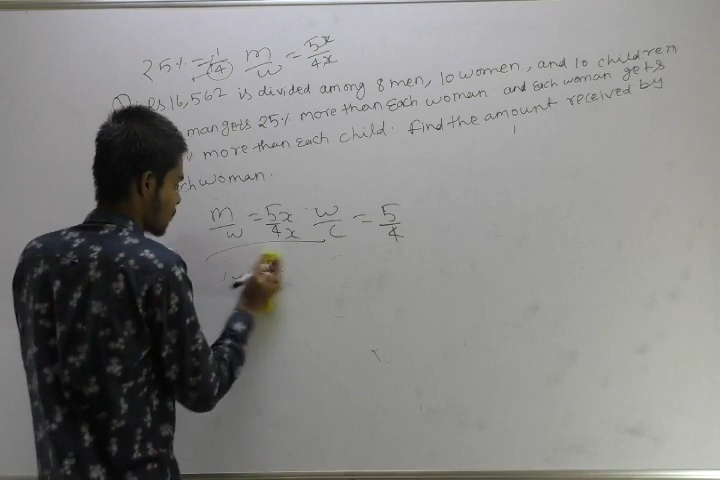 25% = 1/4 m/w = 5x/4x
Q. Rs 16,562 is divided among 8 men, 10 women, and 10 children
man gets 25% more than Each woman and Each woman gets
% more than Each child. Find the amount received by
ch woman.
m/w = 5x/4x w/c = 5/4